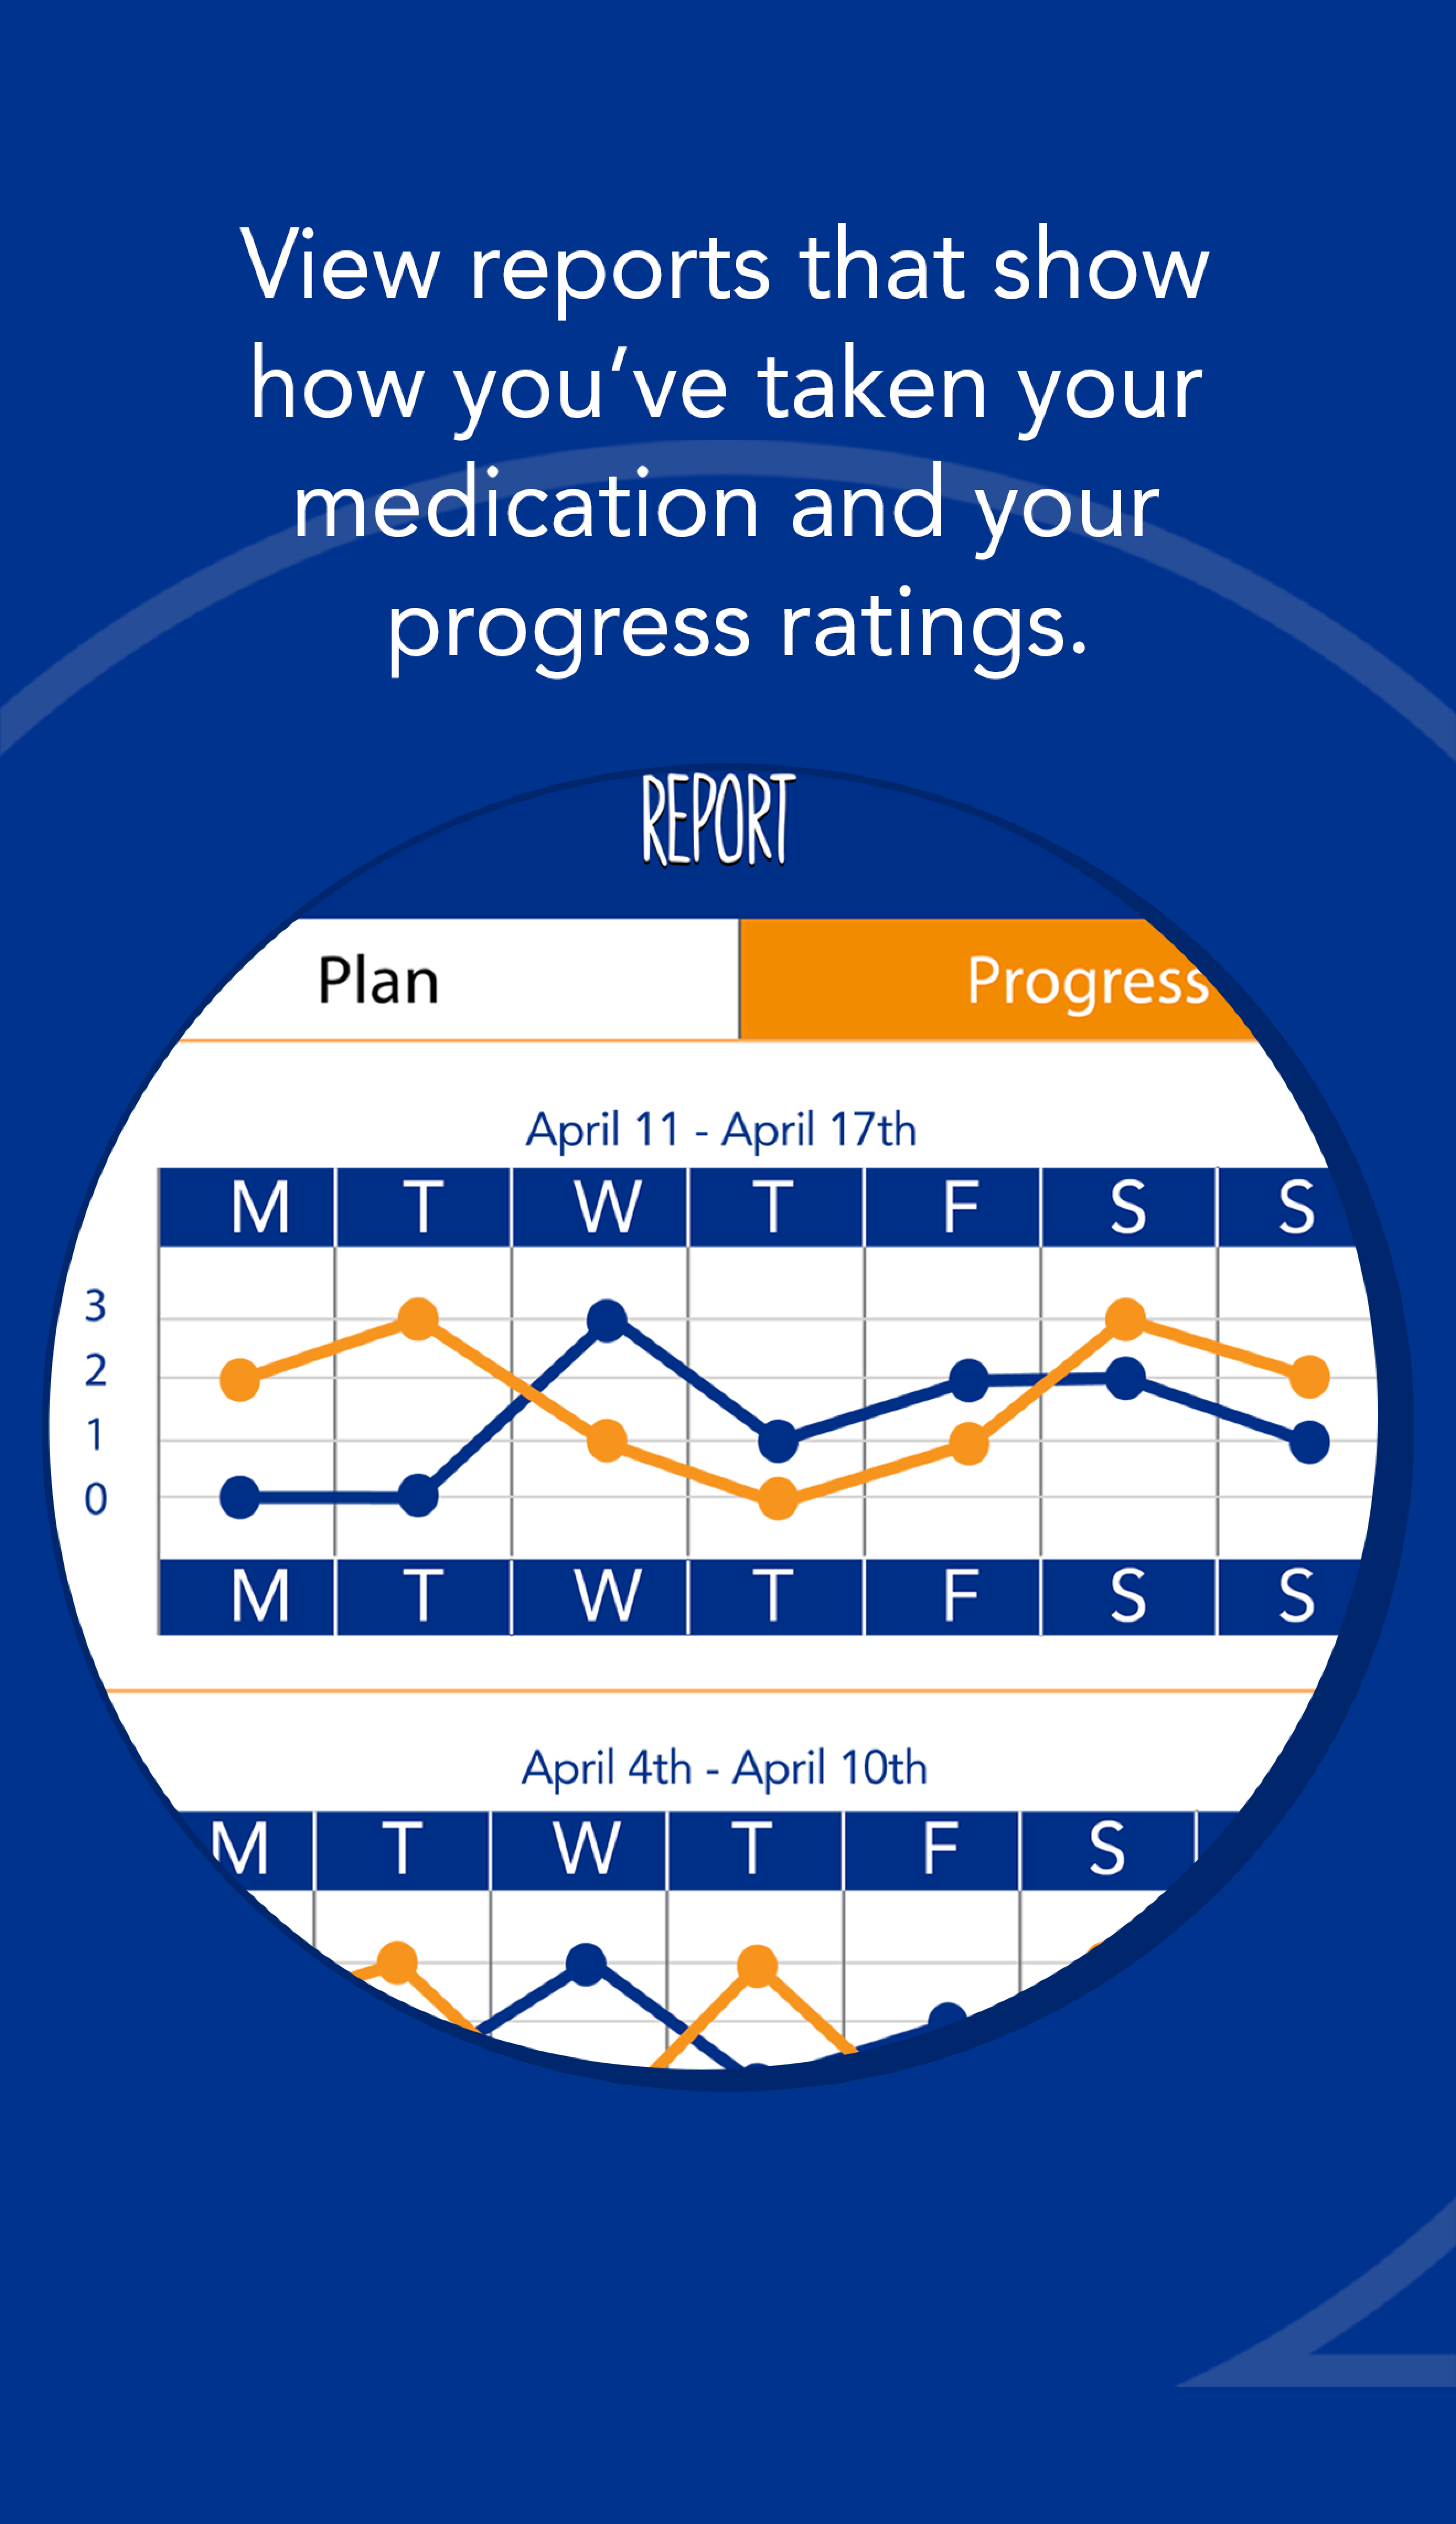 View reports that show
how you’ve taken your
medication and your
progress ratings.
REPORT
Plan Progress
April 11 - April 17th
M T W T F S S
3
2
1
0
M T W T F S S
April 4th - April 10th
M T W T F S